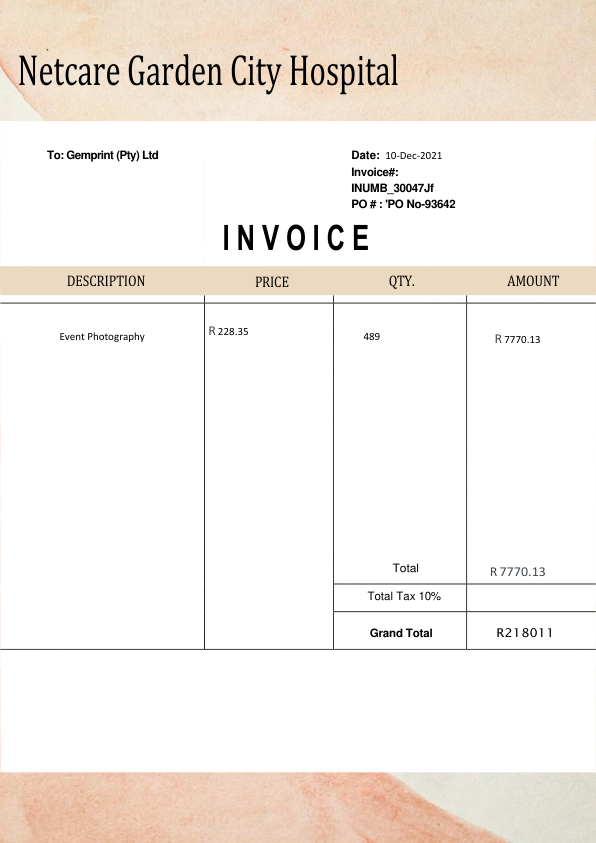 Netcare Garden City Hospital
To: Gemprint (Pty) Ltd
Date: 10-Dec-2021
Invoice#:
INUMB_30047Jf
PO # : 'PO No-93642
INVOICE
DESCRIPTION PRICE QTY. AMOUNT
Event Photography R 228.35 489 R 7770.13
Total R 7770.13
Total Tax 10%
Grand Total R218011